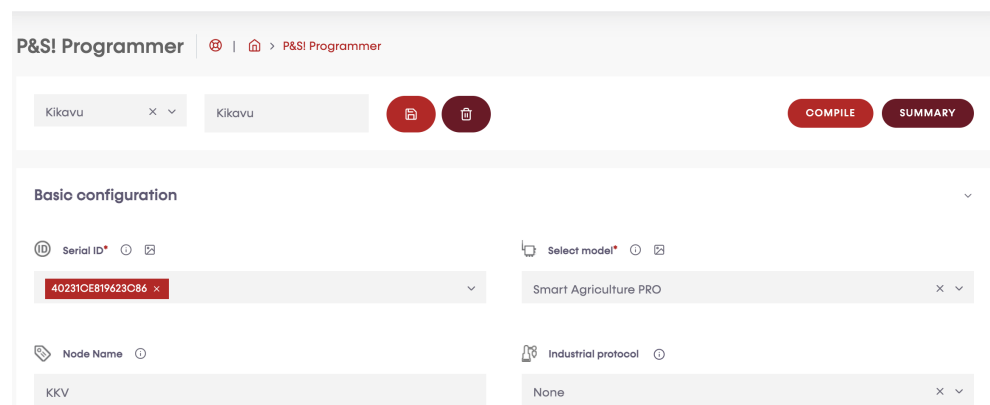 P&S! Programmer | > P&S! Programmer
Kikavu Kikavu COMPILE SUMMARY
Basic configuration
Serial ID* Select model*
40231CE819623C86 × Smart Agriculture PRO
Node Name Industrial protocol
KKV None